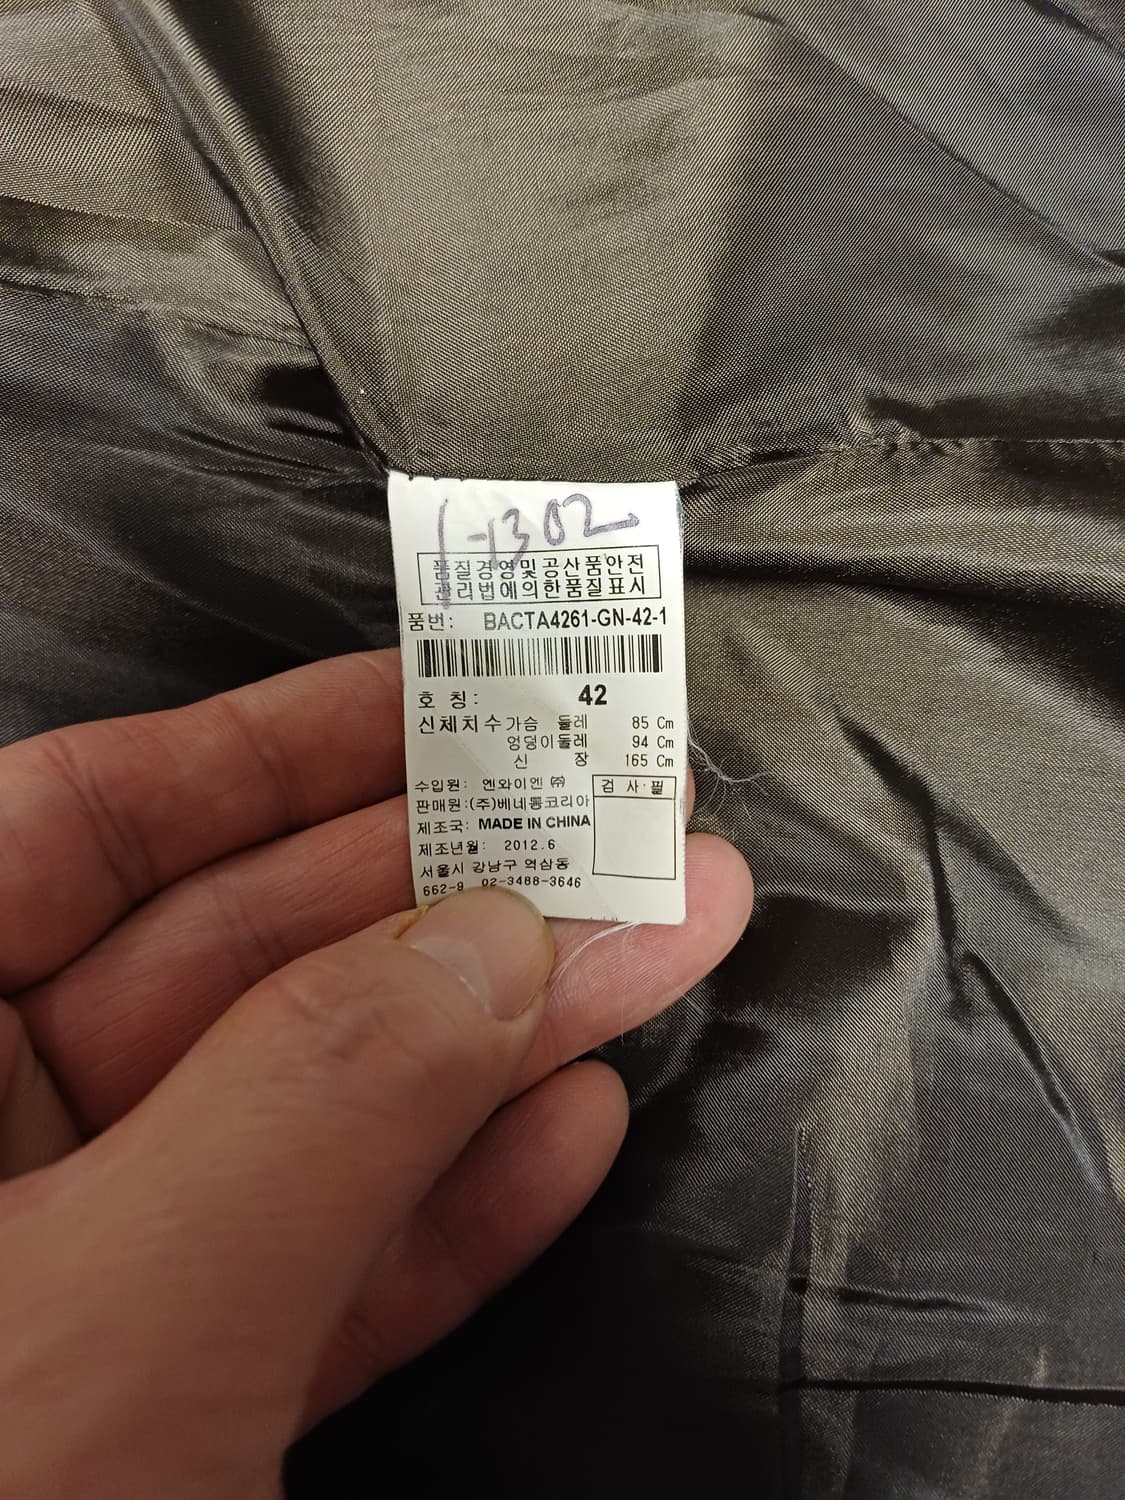 1-1302
품질경영및공산품안전
관리법에의한품질표시
품번: BACTA4261-GN-42-1
호 칭: 42
신체치수 가슴 둘레 85 Cm
엉덩이둘레 94 Cm
신 장 165 Cm
수입원: 엔와이엔 ㈜
검 사 · 필
판매원:(주)베네통코리아
제조국: MADE IN CHINA
제조년월: 2012.6
서울시 강남구 역삼동
662-9 02-3488-3646